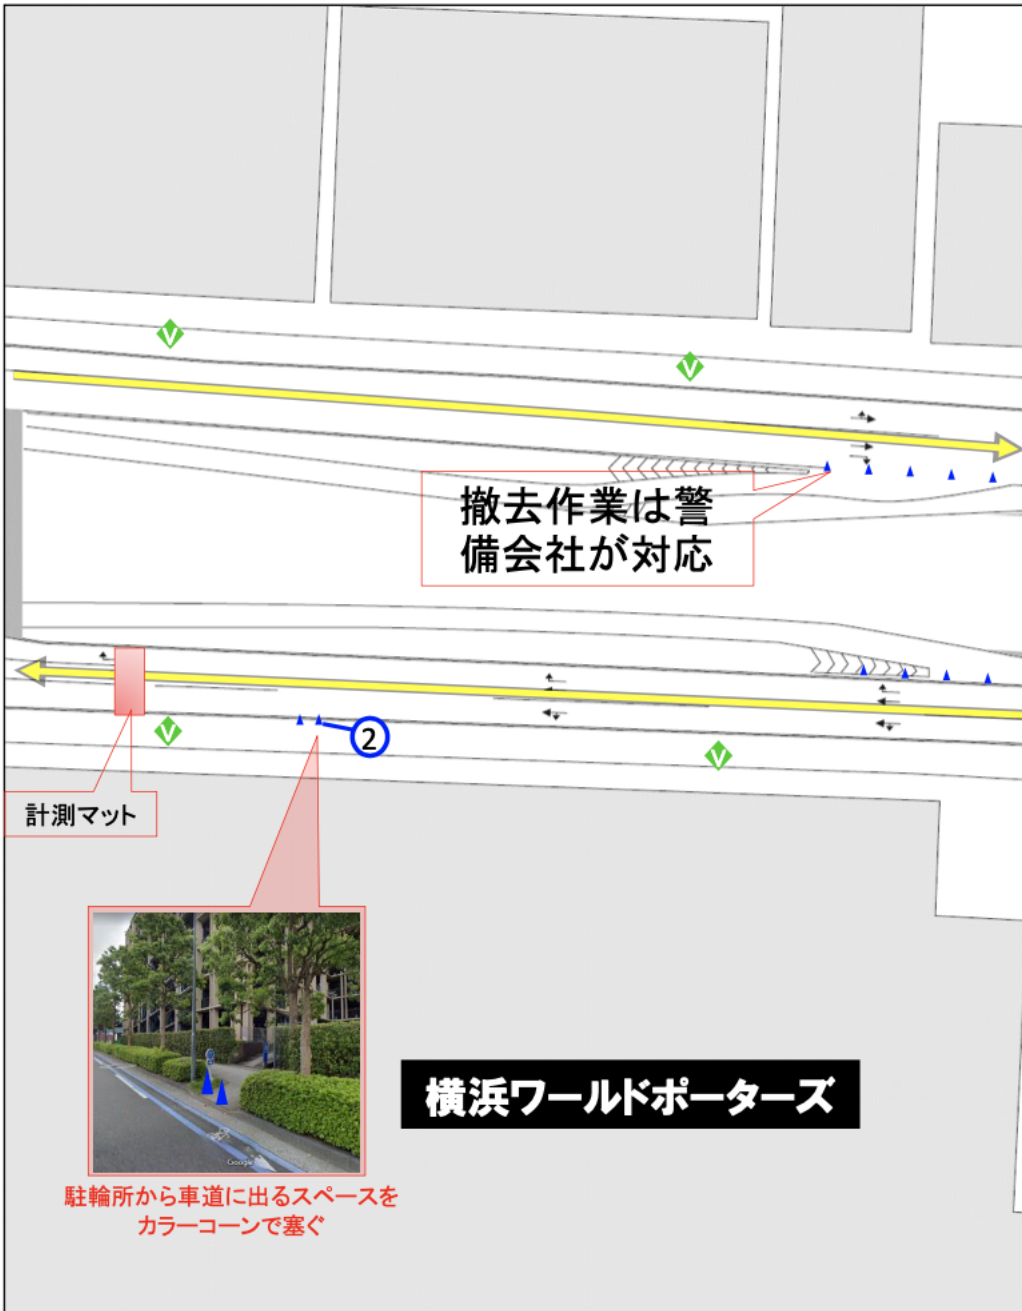 V
V
撤去作業は警
備会社が対応
V
2
V
計測マット
Google
横浜ワールドポーターズ
駐輪所から車道に出るスペースを
カラーコーンで塞ぐ